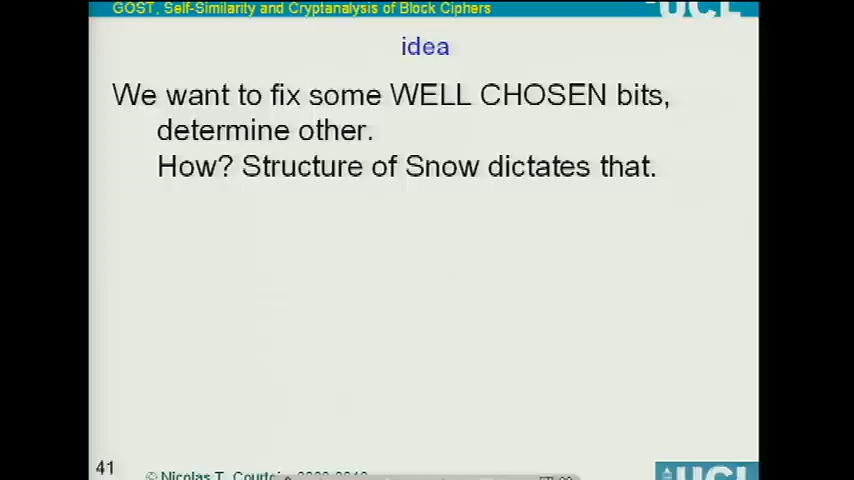 GOST, Self-Similarity and Cryptanalysis of Block Ciphers
UCL
idea
We want to fix some WELL CHOSEN bits,
determine other.
How? Structure of Snow dictates that.
41
© Nicolas T.
UCL